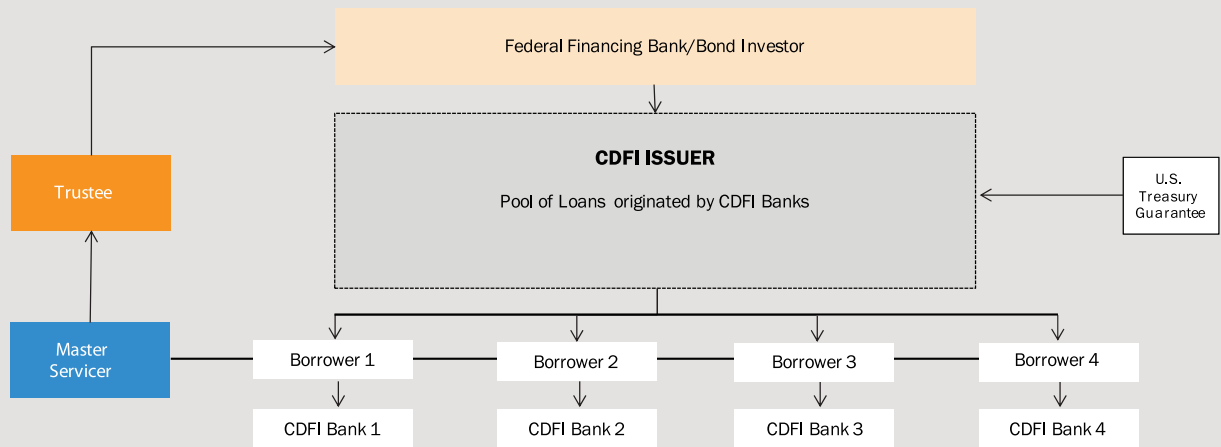 Federal Financing Bank/Bond Investor
CDFI ISSUER
Pool of Loans originated by CDFI Banks
Trustee
U.S.
Treasury
Guarantee
Master
Servicer
Borrower 1
Borrower 2
Borrower 3
Borrower 4
CDFI Bank 1
CDFI Bank 2
CDFI Bank 3
CDFI Bank 4